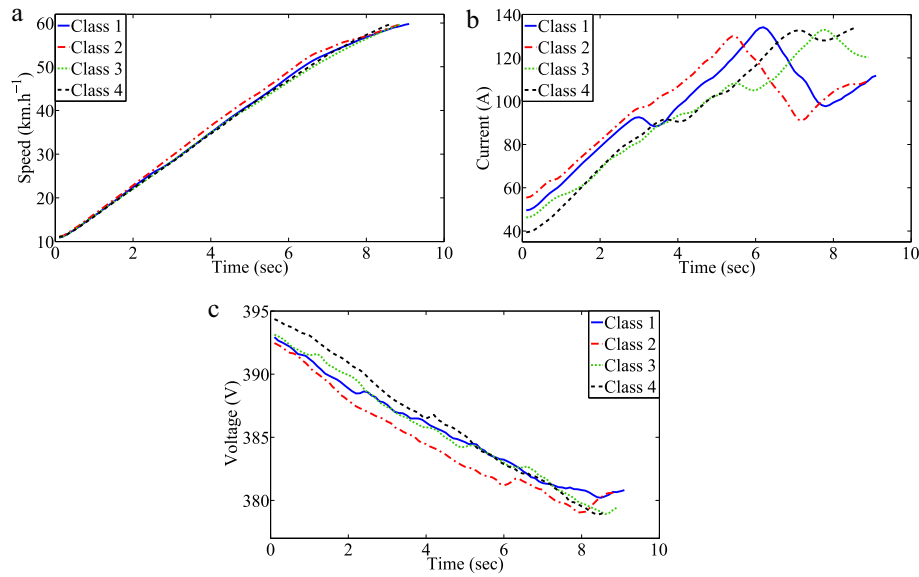 a
60
50
40
30
20
10
Speed (km.h⁻¹)
0 2 4 6 8 10
Time (sec)
Class 1
Class 2
Class 3
Class 4
b
140
120
100
80
60
40
Current (A)
0 2 4 6 8 10
Time (sec)
Class 1
Class 2
Class 3
Class 4
c
395
390
385
380
Voltage (V)
0 2 4 6 8 10
Time (sec)
Class 1
Class 2
Class 3
Class 4